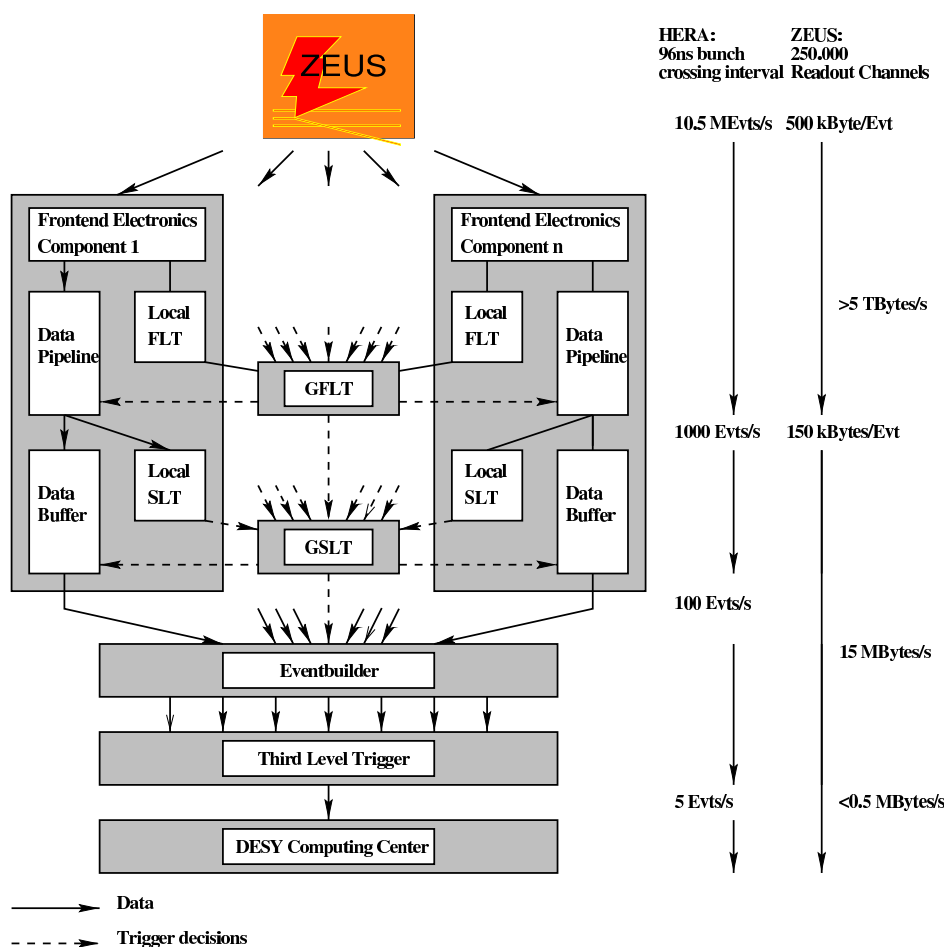 ZEUS
HERA:
96ns bunch
crossing interval
ZEUS:
250.000
Readout Channels
10.5 MEvts/s
500 kByte/Evt
Frontend Electronics
Component 1
Frontend Electronics
Component n
Data
Pipeline
Local
FLT
Local
FLT
Data
Pipeline
>5 TBytes/s
GFLT
1000 Evts/s
150 kBytes/Evt
Data
Buffer
Local
SLT
Local
SLT
Data
Buffer
GSLT
100 Evts/s
15 MBytes/s
Eventbuilder
Third Level Trigger
5 Evts/s
<0.5 MBytes/s
DESY Computing Center
Data
Trigger decisions